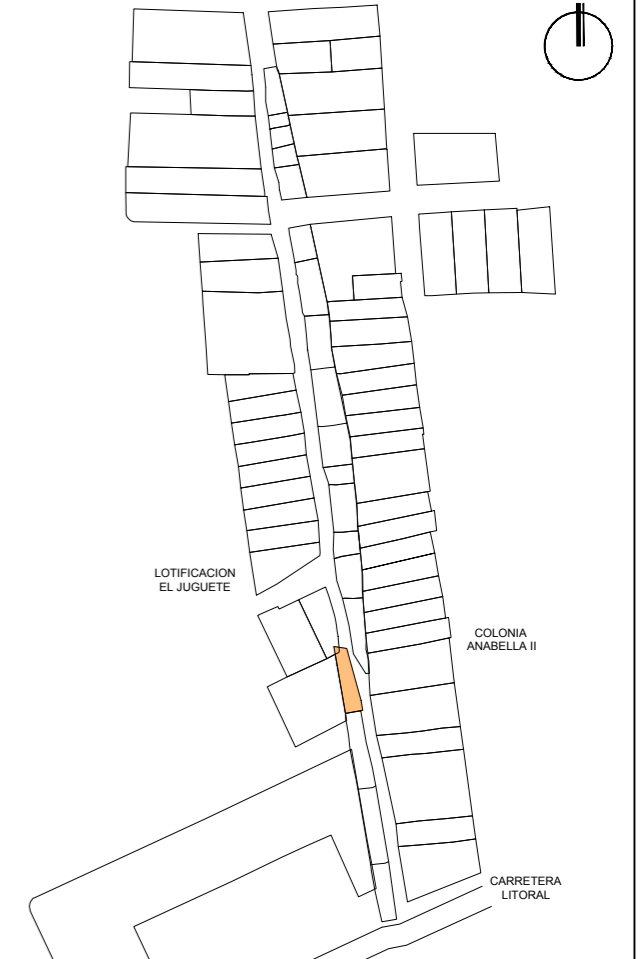 LOTIFICACION
EL JUGUETE
COLONIA
ANABELLA II
CARRETERA
LITORAL